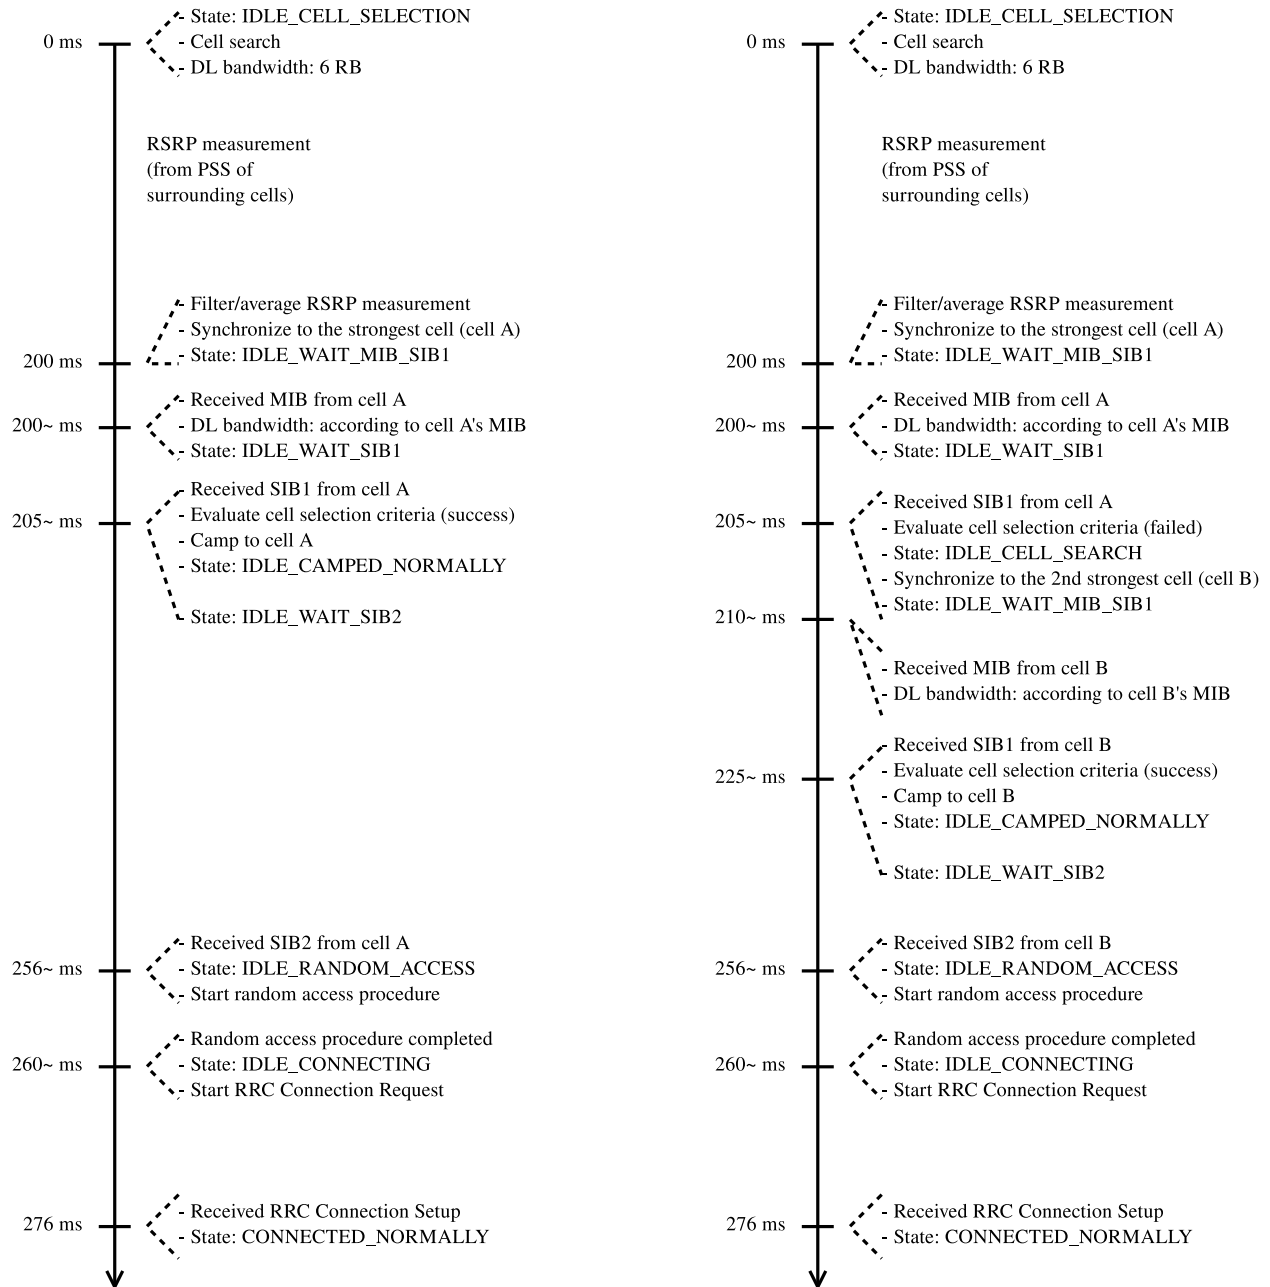 0 ms
- State: IDLE_CELL_SELECTION
- Cell search
- DL bandwidth: 6 RB
RSRP measurement
(from PSS of
surrounding cells)
- Filter/average RSRP measurement
- Synchronize to the strongest cell (cell A)
- State: IDLE_WAIT_MIB_SIB1
200 ms
- Received MIB from cell A
- DL bandwidth: according to cell A's MIB
- State: IDLE_WAIT_SIB1
200~ ms
- Received SIB1 from cell A
- Evaluate cell selection criteria (success)
- Camp to cell A
- State: IDLE_CAMPED_NORMALLY
- State: IDLE_WAIT_SIB2
205~ ms
- Received SIB2 from cell A
- State: IDLE_RANDOM_ACCESS
- Start random access procedure
256~ ms
- Random access procedure completed
- State: IDLE_CONNECTING
- Start RRC Connection Request
260~ ms
- Received RRC Connection Setup
- State: CONNECTED_NORMALLY
276 ms
0 ms
- State: IDLE_CELL_SELECTION
- Cell search
- DL bandwidth: 6 RB
RSRP measurement
(from PSS of
surrounding cells)
- Filter/average RSRP measurement
- Synchronize to the strongest cell (cell A)
- State: IDLE_WAIT_MIB_SIB1
200 ms
- Received MIB from cell A
- DL bandwidth: according to cell A's MIB
- State: IDLE_WAIT_SIB1
200~ ms
- Received SIB1 from cell A
- Evaluate cell selection criteria (failed)
- State: IDLE_CELL_SEARCH
- Synchronize to the 2nd strongest cell (cell B)
- State: IDLE_WAIT_MIB_SIB1
205~ ms
210~ ms
- Received MIB from cell B
- DL bandwidth: according to cell B's MIB
- Received SIB1 from cell B
- Evaluate cell selection criteria (success)
- Camp to cell B
- State: IDLE_CAMPED_NORMALLY
- State: IDLE_WAIT_SIB2
225~ ms
- Received SIB2 from cell B
- State: IDLE_RANDOM_ACCESS
- Start random access procedure
256~ ms
- Random access procedure completed
- State: IDLE_CONNECTING
- Start RRC Connection Request
260~ ms
- Received RRC Connection Setup
- State: CONNECTED_NORMALLY
276 ms